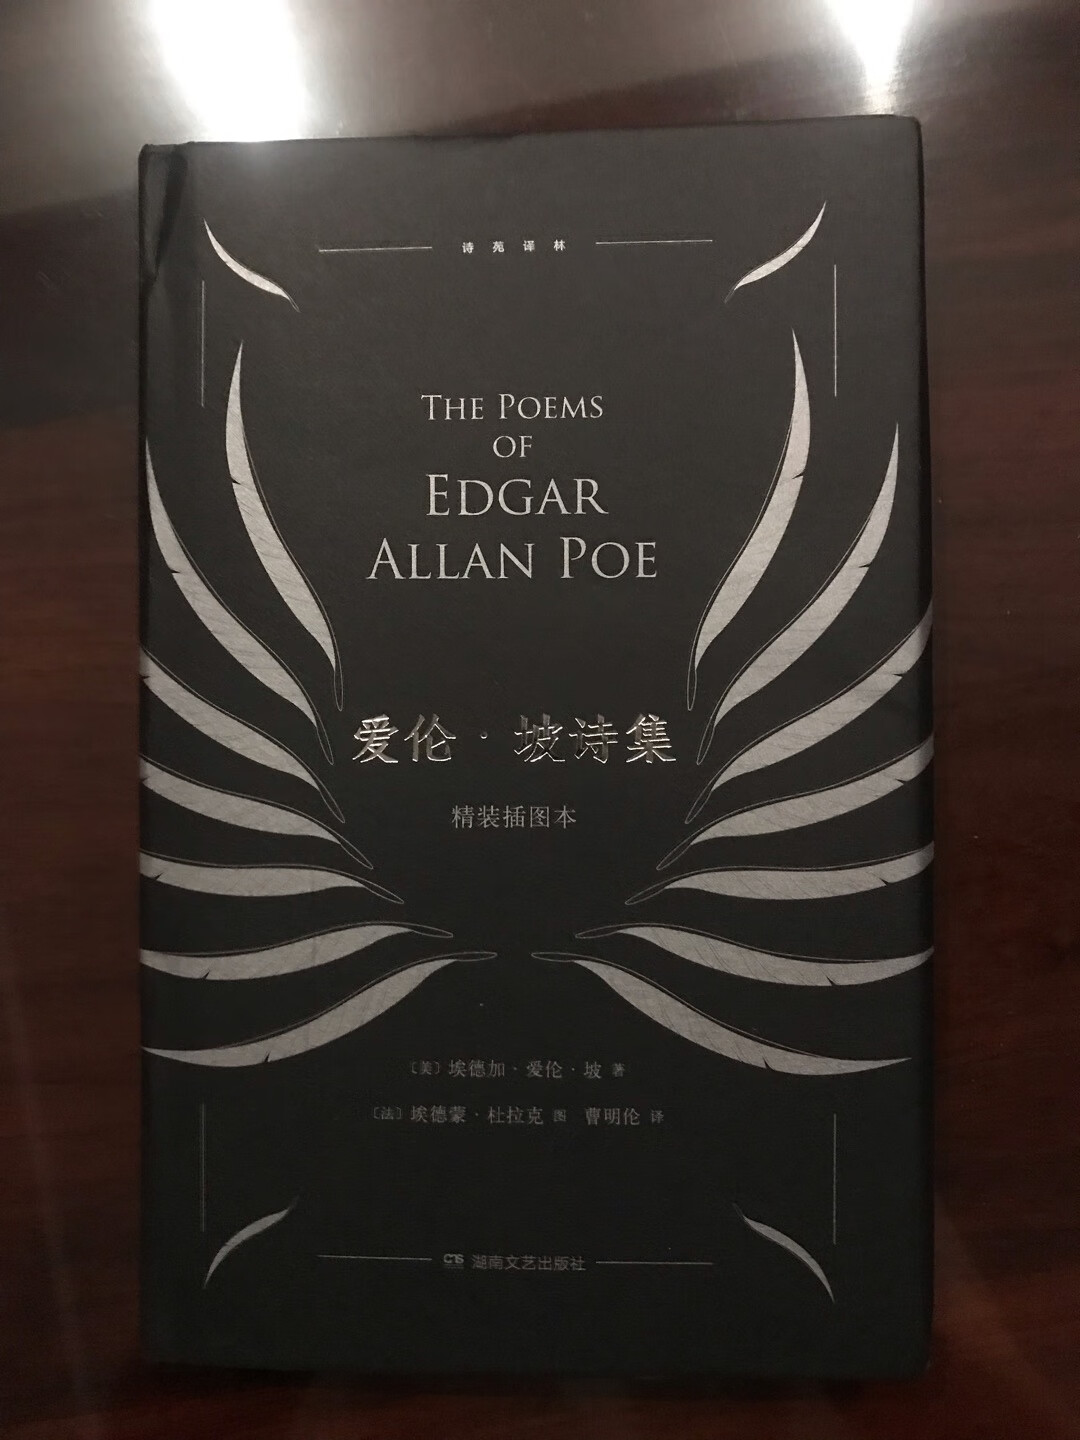 诗苑译林
THE POEMS
OF
EDGAR
ALLAN POE
爱伦·坡诗集
精装插图本
〔美〕埃德加·爱伦·坡 著
〔法〕埃德蒙·杜拉克 图 曹明伦 译
CTS 湖南文艺出版社